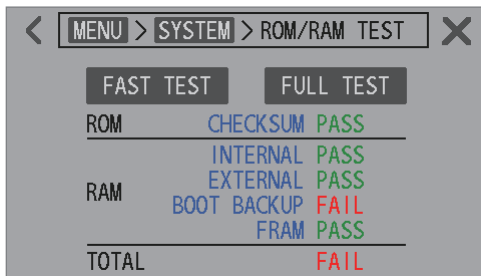 < MENU > SYSTEM > ROM/RAM TEST X
FAST TEST FULL TEST
ROM CHECKSUM PASS
INTERNAL PASS
RAM EXTERNAL PASS
BOOT BACKUP FAIL
FRAM PASS
TOTAL FAIL